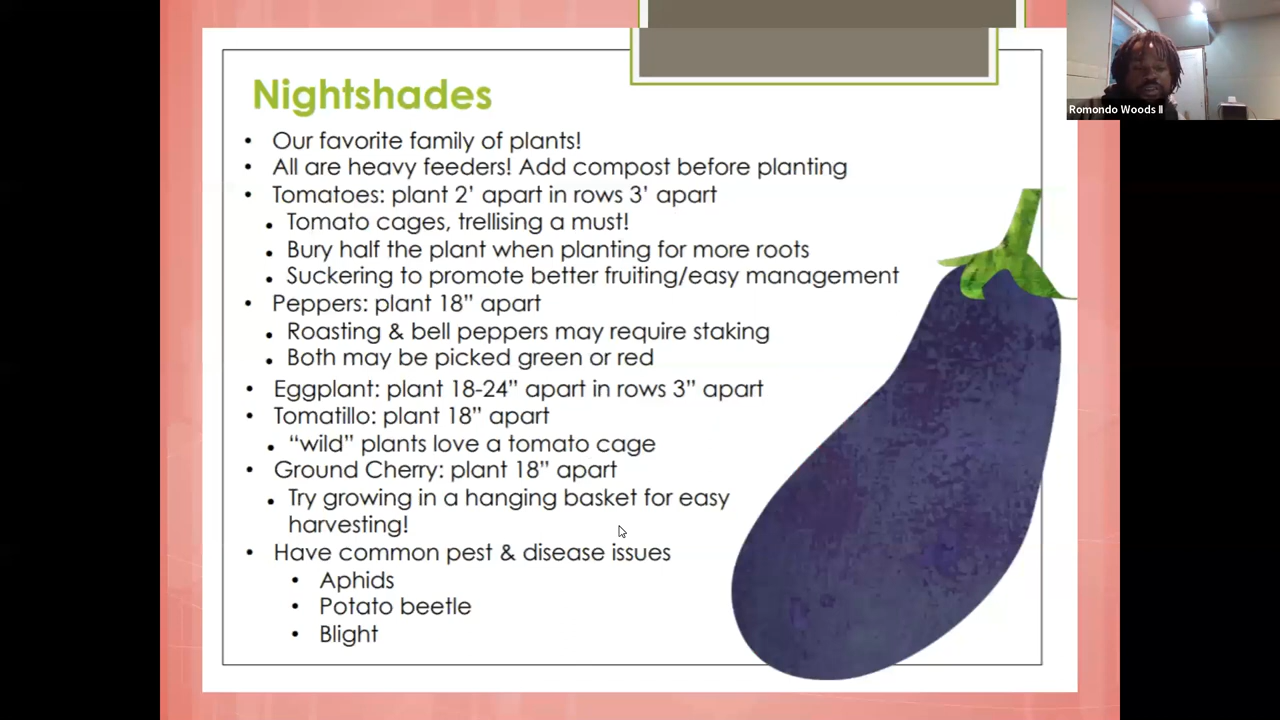 Nightshades
Romondo Woods II
• Our favorite family of plants!
• All are heavy feeders! Add compost before planting
• Tomatoes: plant 2’ apart in rows 3’ apart
• Tomato cages, trellising a must!
• Bury half the plant when planting for more roots
• Suckering to promote better fruiting/easy management
• Peppers: plant 18” apart
• Roasting & bell peppers may require staking
• Both may be picked green or red
• Eggplant: plant 18-24” apart in rows 3” apart
• Tomatillo: plant 18” apart
• “wild” plants love a tomato cage
• Ground Cherry: plant 18” apart
• Try growing in a hanging basket for easy
harvesting!
• Have common pest & disease issues
• Aphids
• Potato beetle
• Blight